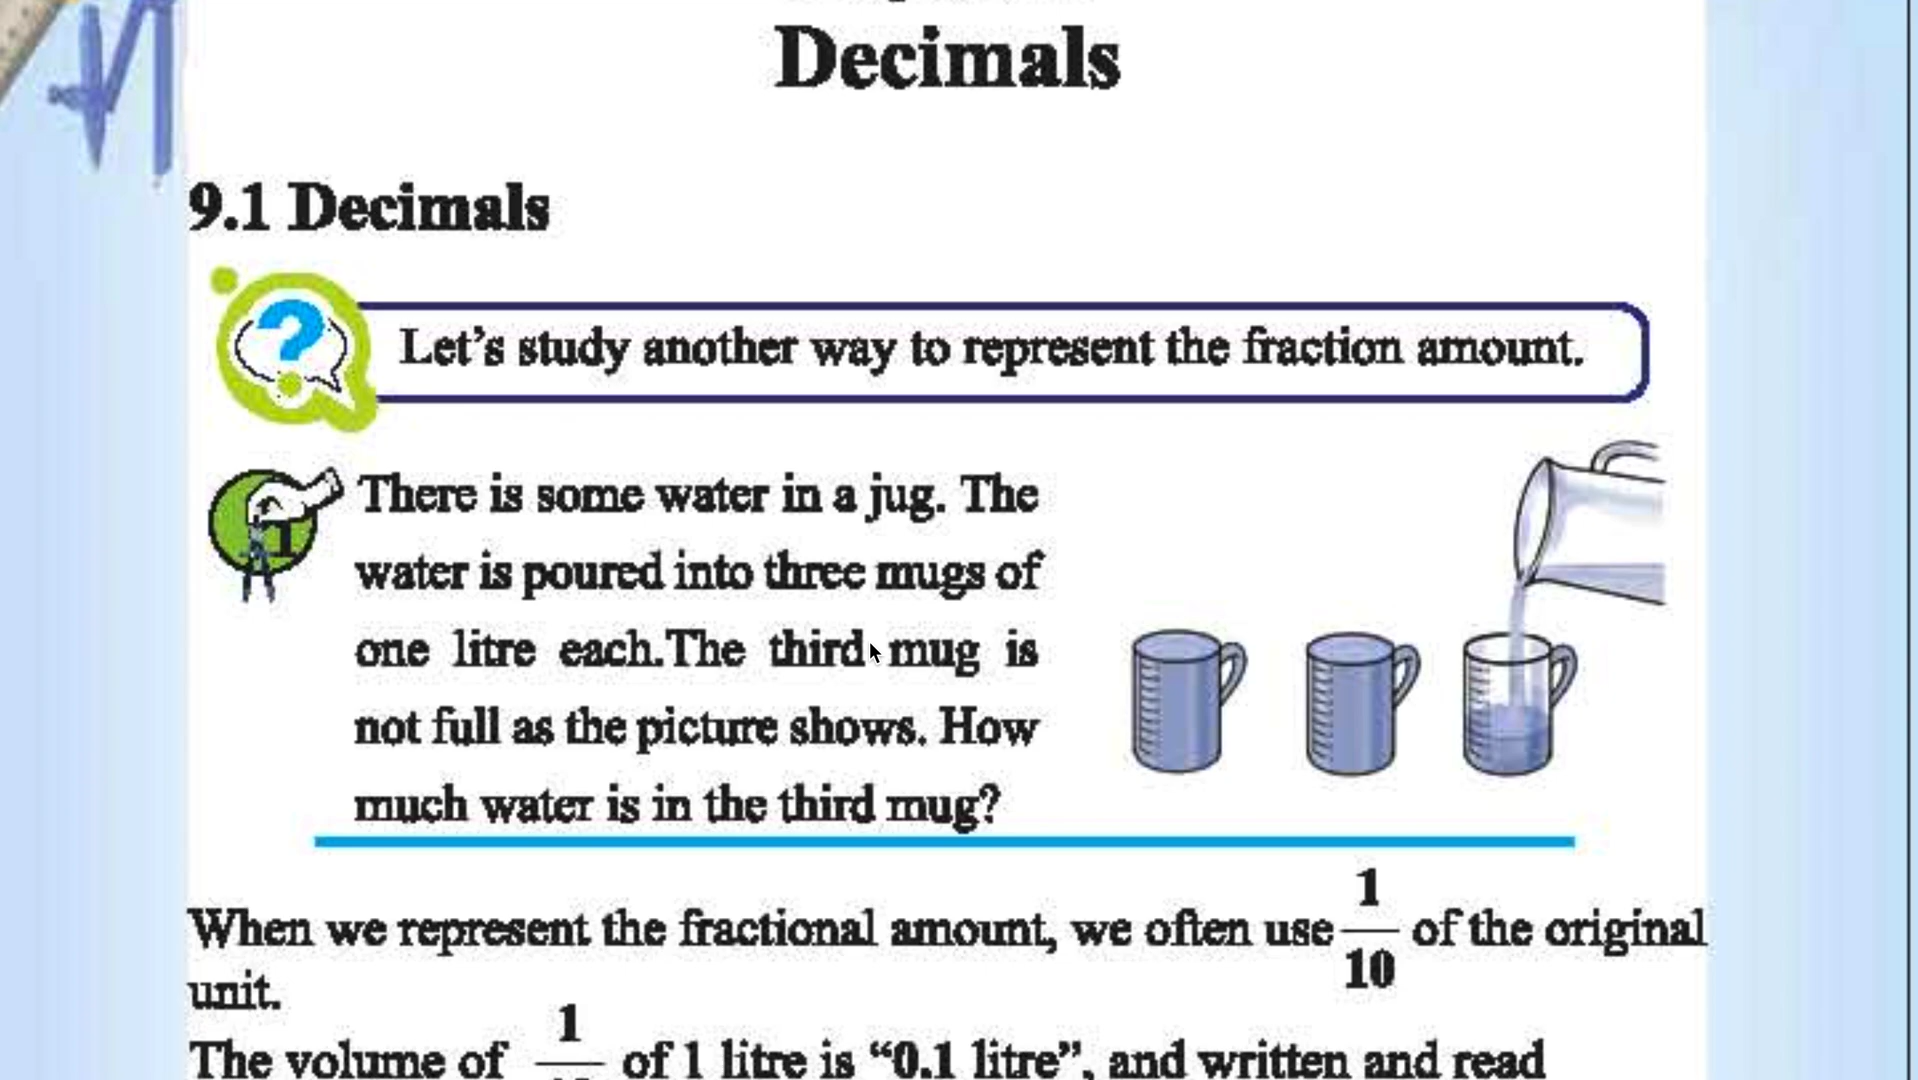 Decimals
9.1 Decimals
?
Let's study another way to represent the fraction amount.
1
There is some water in a jug. The
water is poured into three mugs of
one litre each.The third mug is
not full as the picture shows. How
much water is in the third mug?
When we represent the fractional amount, we often use 1/10 of the original
unit.
The volume of 1/ of 1 litre is “0.1 litre”, and written and read